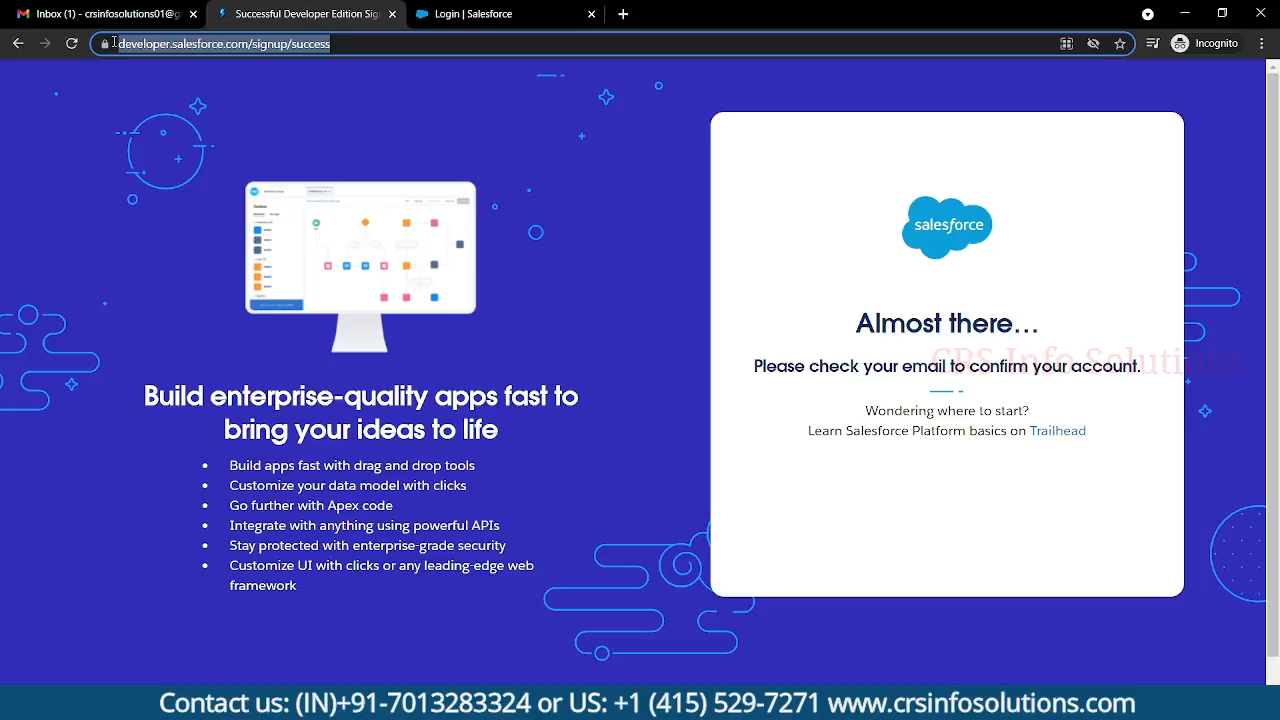 Inbox (1) - crsinfosolutions01@g
Successful Developer Edition Sig
Login | Salesforce
developer.salesforce.com/signup/success
Incognito
salesforce
Almost there...
Please check your email to confirm your account.
CRS Info Solutions
Wondering where to start?
Learn Salesforce Platform basics on Trailhead
Build enterprise-quality apps fast to
bring your ideas to life
• Build apps fast with drag and drop tools
• Customize your data model with clicks
• Go further with Apex code
• Integrate with anything using powerful APIs
• Stay protected with enterprise-grade security
• Customize UI with clicks or any leading-edge web
framework
Contact us: (IN)+91-7013283324 or US: +1 (415) 529-7271 www.crsinfosolutions.com